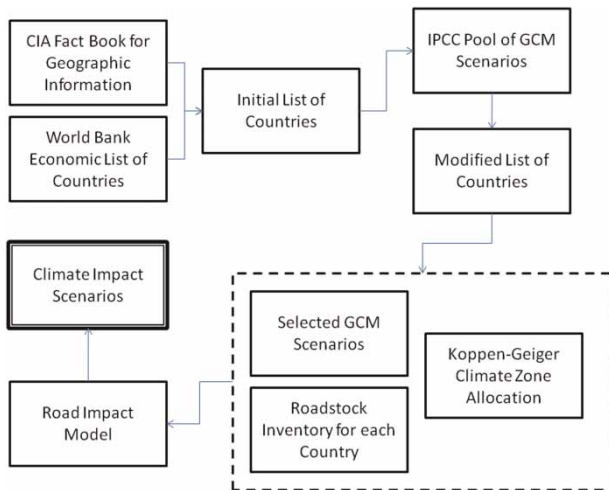 CIA Fact Book for
Geographic
Information
World Bank
Economic List of
Countries
Initial List of
Countries
IPCC Pool of GCM
Scenarios
Modified List of
Countries
Selected GCM
Scenarios
Roadstock
Inventory for each
Country
Koppen-Geiger
Climate Zone
Allocation
Road Impact
Model
Climate Impact
Scenarios